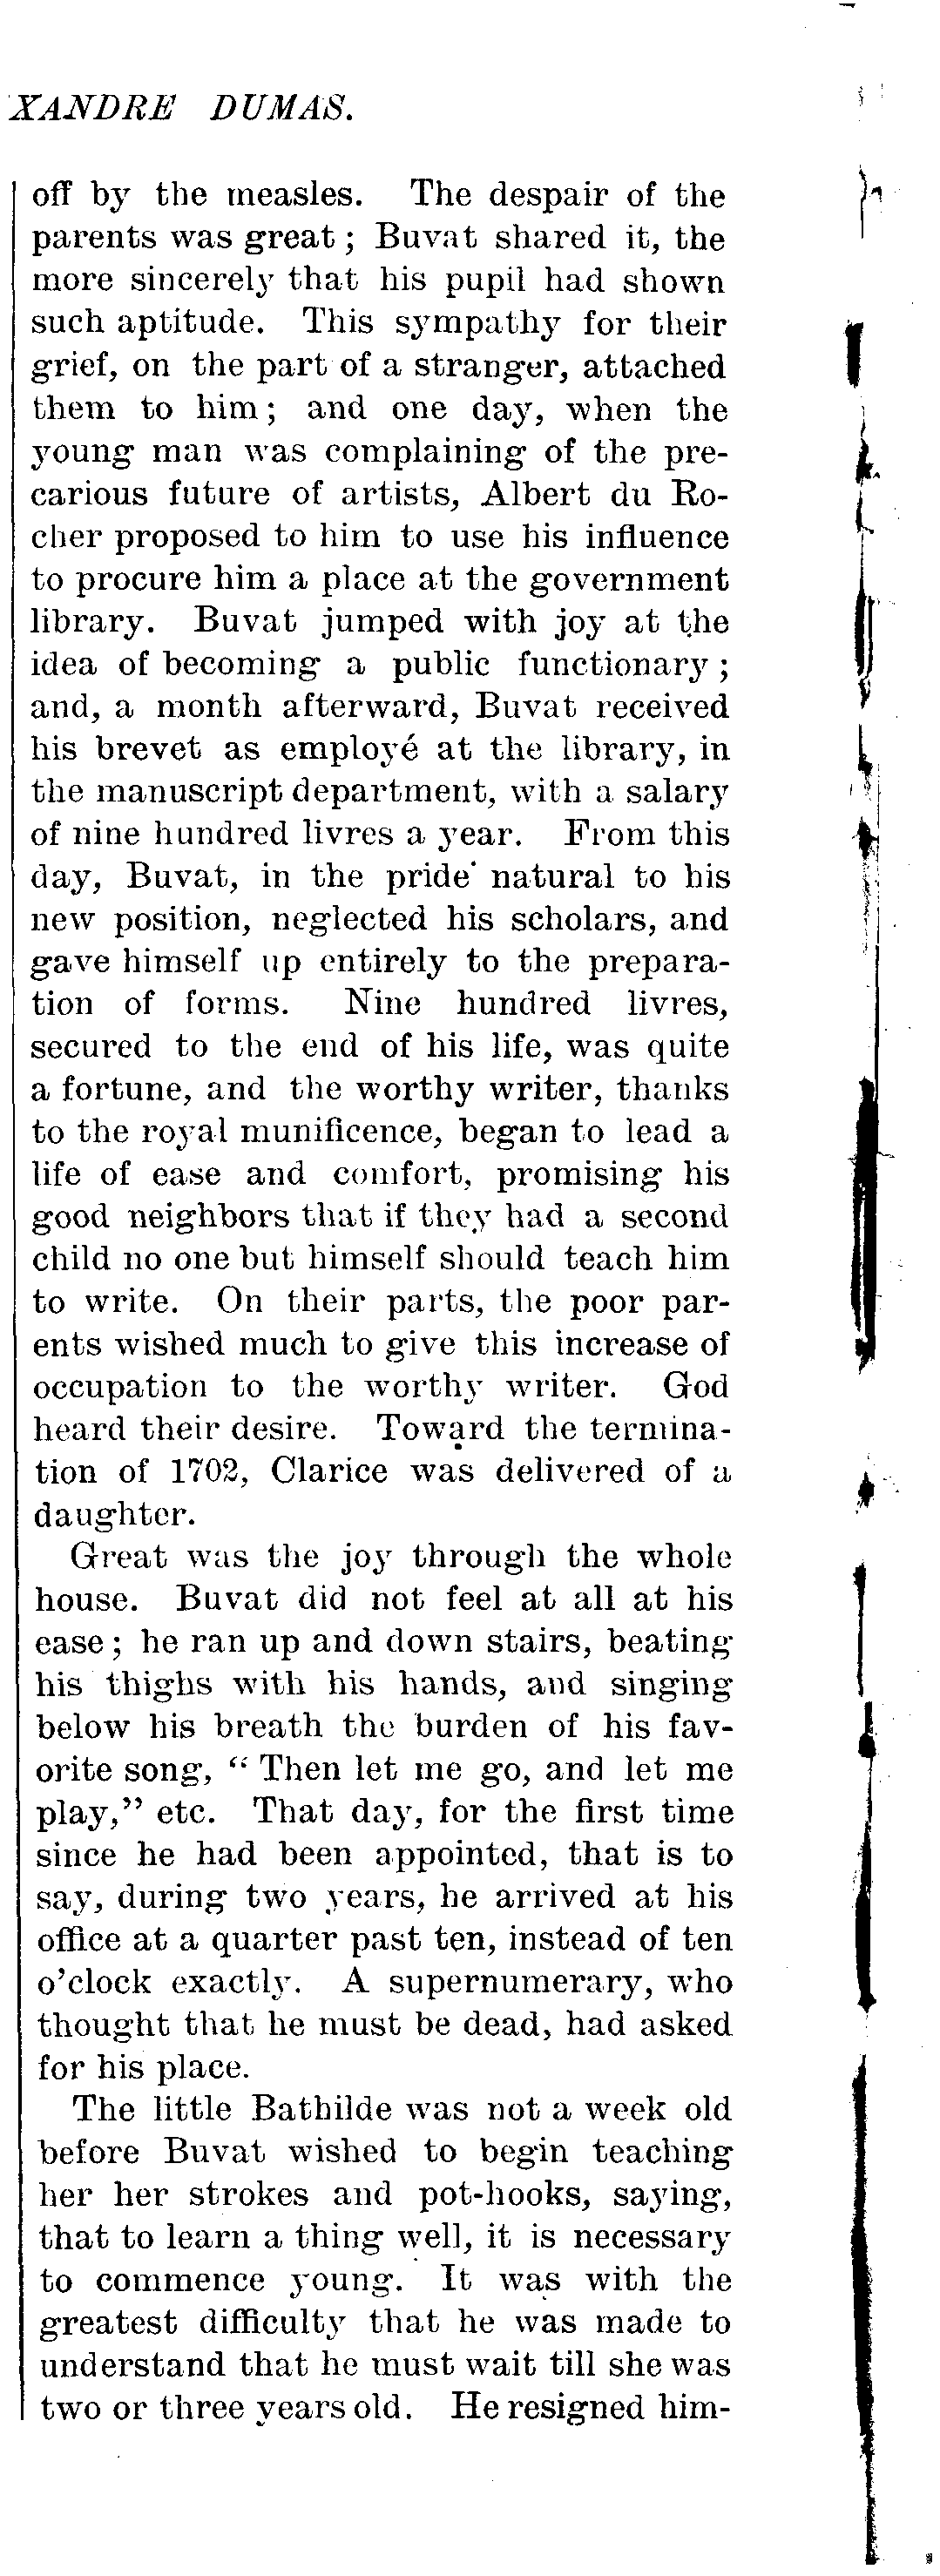 XANDRE DUMAS.
off by the measles. The despair of the
parents was great; Buvat shared it, the
more sincerely that his pupil had shown
such aptitude. This sympathy for their
grief, on the part of a stranger, attached
them to him; and one day, when the
young man was complaining of the pre-
carious future of artists, Albert du Ro-
cher proposed to him to use his influence
to procure him a place at the government
library. Buvat jumped with joy at the
idea of becoming a public functionary;
and, a month afterward, Buvat received
his brevet as employé at the library, in
the manuscript department, with a salary
of nine hundred livres a year. From this
day, Buvat, in the pride natural to his
new position, neglected his scholars, and
gave himself up entirely to the prepara-
tion of forms. Nine hundred livres,
secured to the end of his life, was quite
a fortune, and the worthy writer, thanks
to the royal munificence, began to lead a
life of ease and comfort, promising his
good neighbors that if they had a second
child no one but himself should teach him
to write. On their parts, the poor par-
ents wished much to give this increase of
occupation to the worthy writer. God
heard their desire. Toward the termina-
tion of 1702, Clarice was delivered of a
daughter.
Great was the joy through the whole
house. Buvat did not feel at all at his
ease; he ran up and down stairs, beating
his thighs with his hands, and singing
below his breath the burden of his fav-
orite song, “Then let me go, and let me
play,” etc. That day, for the first time
since he had been appointed, that is to
say, during two years, he arrived at his
office at a quarter past ten, instead of ten
o’clock exactly. A supernumerary, who
thought that he must be dead, had asked
for his place.
The little Bathilde was not a week old
before Buvat wished to begin teaching
her her strokes and pot-hooks, saying,
that to learn a thing well, it is necessary
to commence young. It was with the
greatest difficulty that he was made to
understand that he must wait till she was
two or three years old. He resigned him-